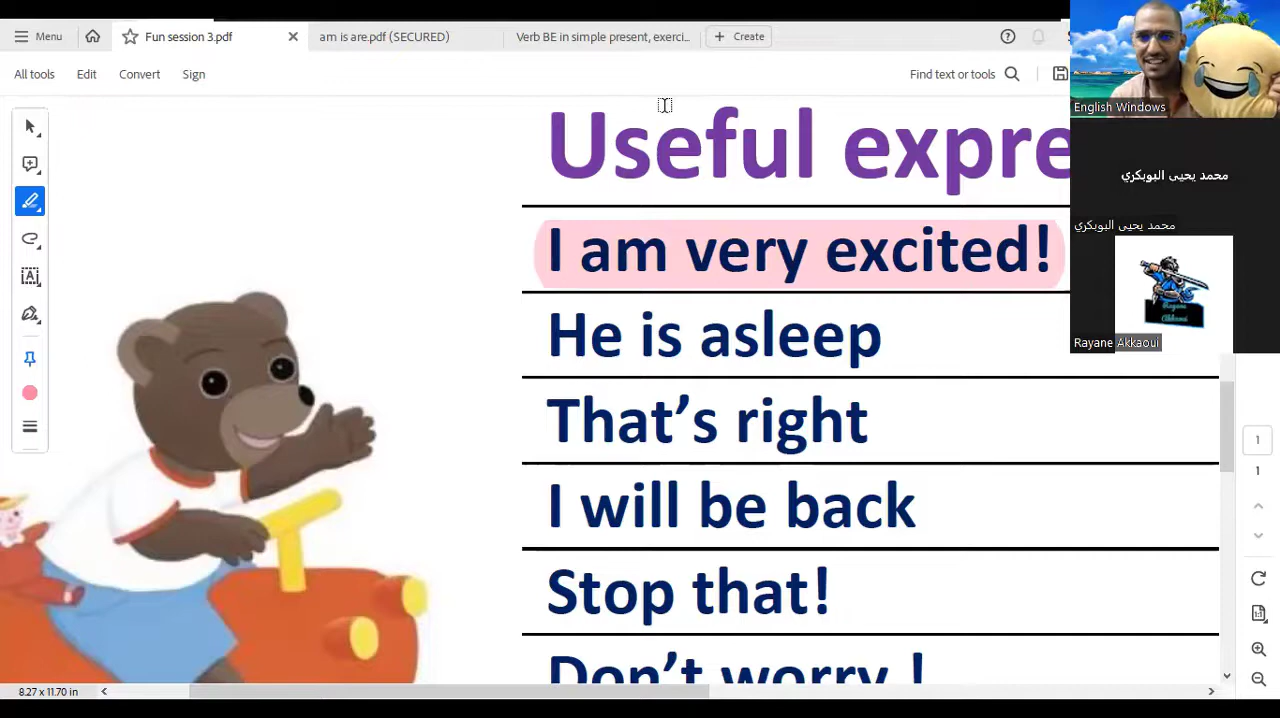 Menu
Fun session 3.pdf
am is are.pdf (SECURED)
Verb BE in simple present, exerci...
Create
All tools
Edit
Convert
Sign
Find text or tools
English Windows
محمد يحيى البوبكري
محمد يحيى البوبكري
Rayane
Akkaoui
Rayane Akkaoui
Useful expre
I am very excited!
He is asleep
That's right
I will be back
Stop that!
Don't worry !
1
1
8.27 x 11.70 in